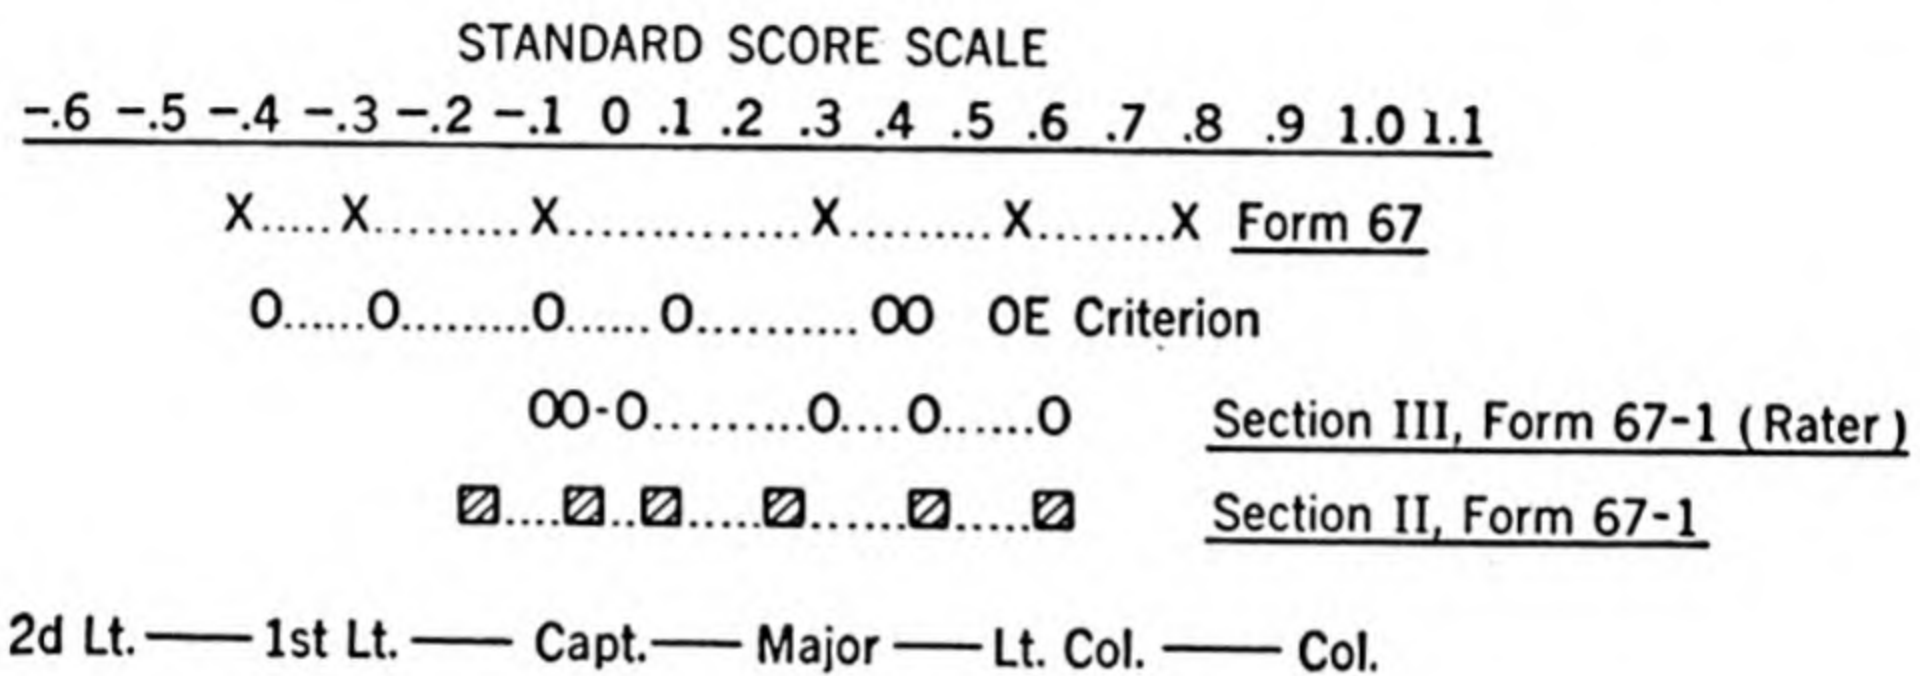 STANDARD SCORE SCALE
-.6 -.5 -.4 -.3 -.2 -.1 0 .1 .2 .3 .4 .5 .6 .7 .8 .9 1.0 1.1
X.....X.........X..............X.........X........X Form 67
O......O.........O......O.......... OO OE Criterion
OO-O..........O....O......O Section III, Form 67-1 (Rater)
....  ..  .....  ......  ..... Section II, Form 67-1
2d Lt. — 1st Lt. — Capt. — Major — Lt. Col. — Col.